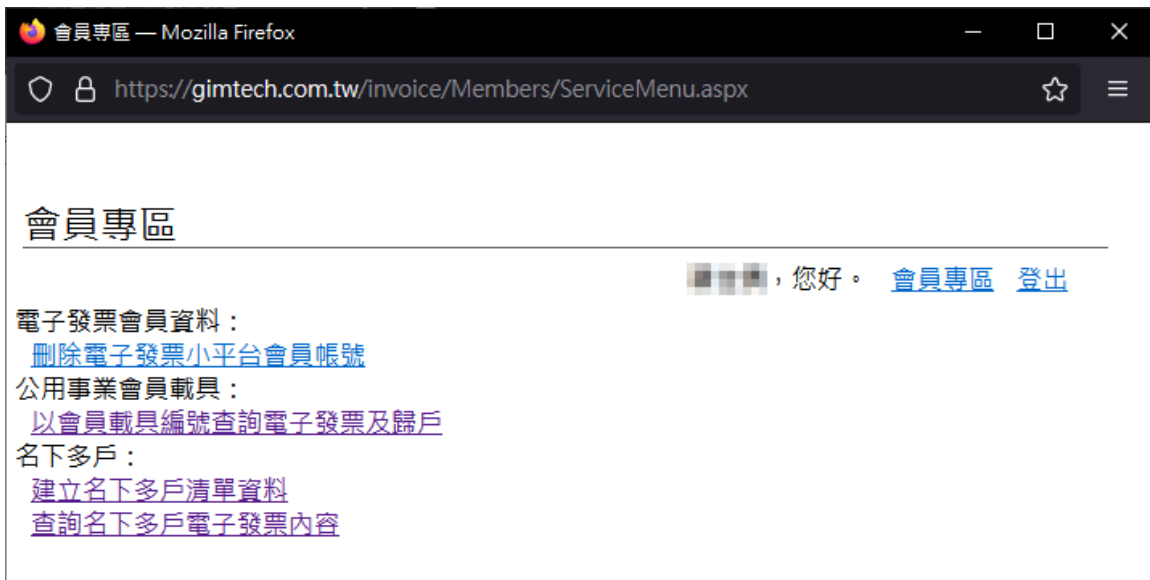 會員專區 — Mozilla Firefox
https://gimtech.com.tw/invoice/Members/ServiceMenu.aspx
會員專區
，您好。 會員專區 登出
電子發票會員資料：
刪除電子發票小平台會員帳號
公用事業會員載具：
以會員載具編號查詢電子發票及歸戶
名下多戶：
建立名下多戶清單資料
查詢名下多戶電子發票內容